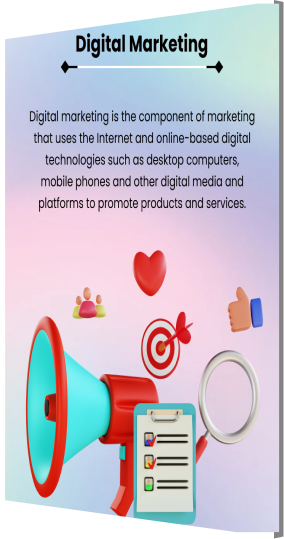 Digital Marketing
Digital marketing is the component of marketing
that uses the Internet and online-based digital
technologies such as desktop computers,
mobile phones and other digital media and
platforms to promote products and services.